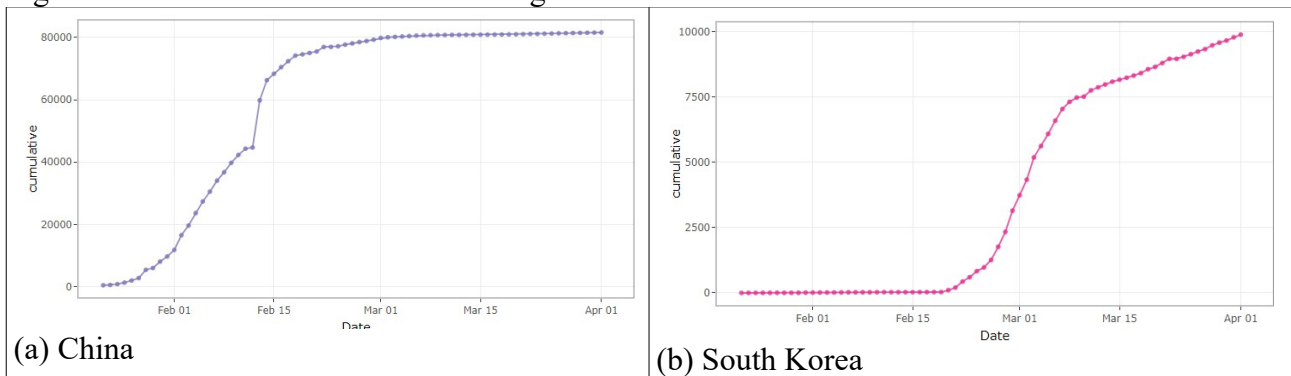 80000
60000
40000
20000
0
cumulative
Feb 01 Feb 15 Mar 01 Mar 15 Apr 01
Date
(a) China
10000
7500
5000
2500
0
cumulative
Feb 01 Feb 15 Mar 01 Mar 15 Apr 01
Date
(b) South Korea